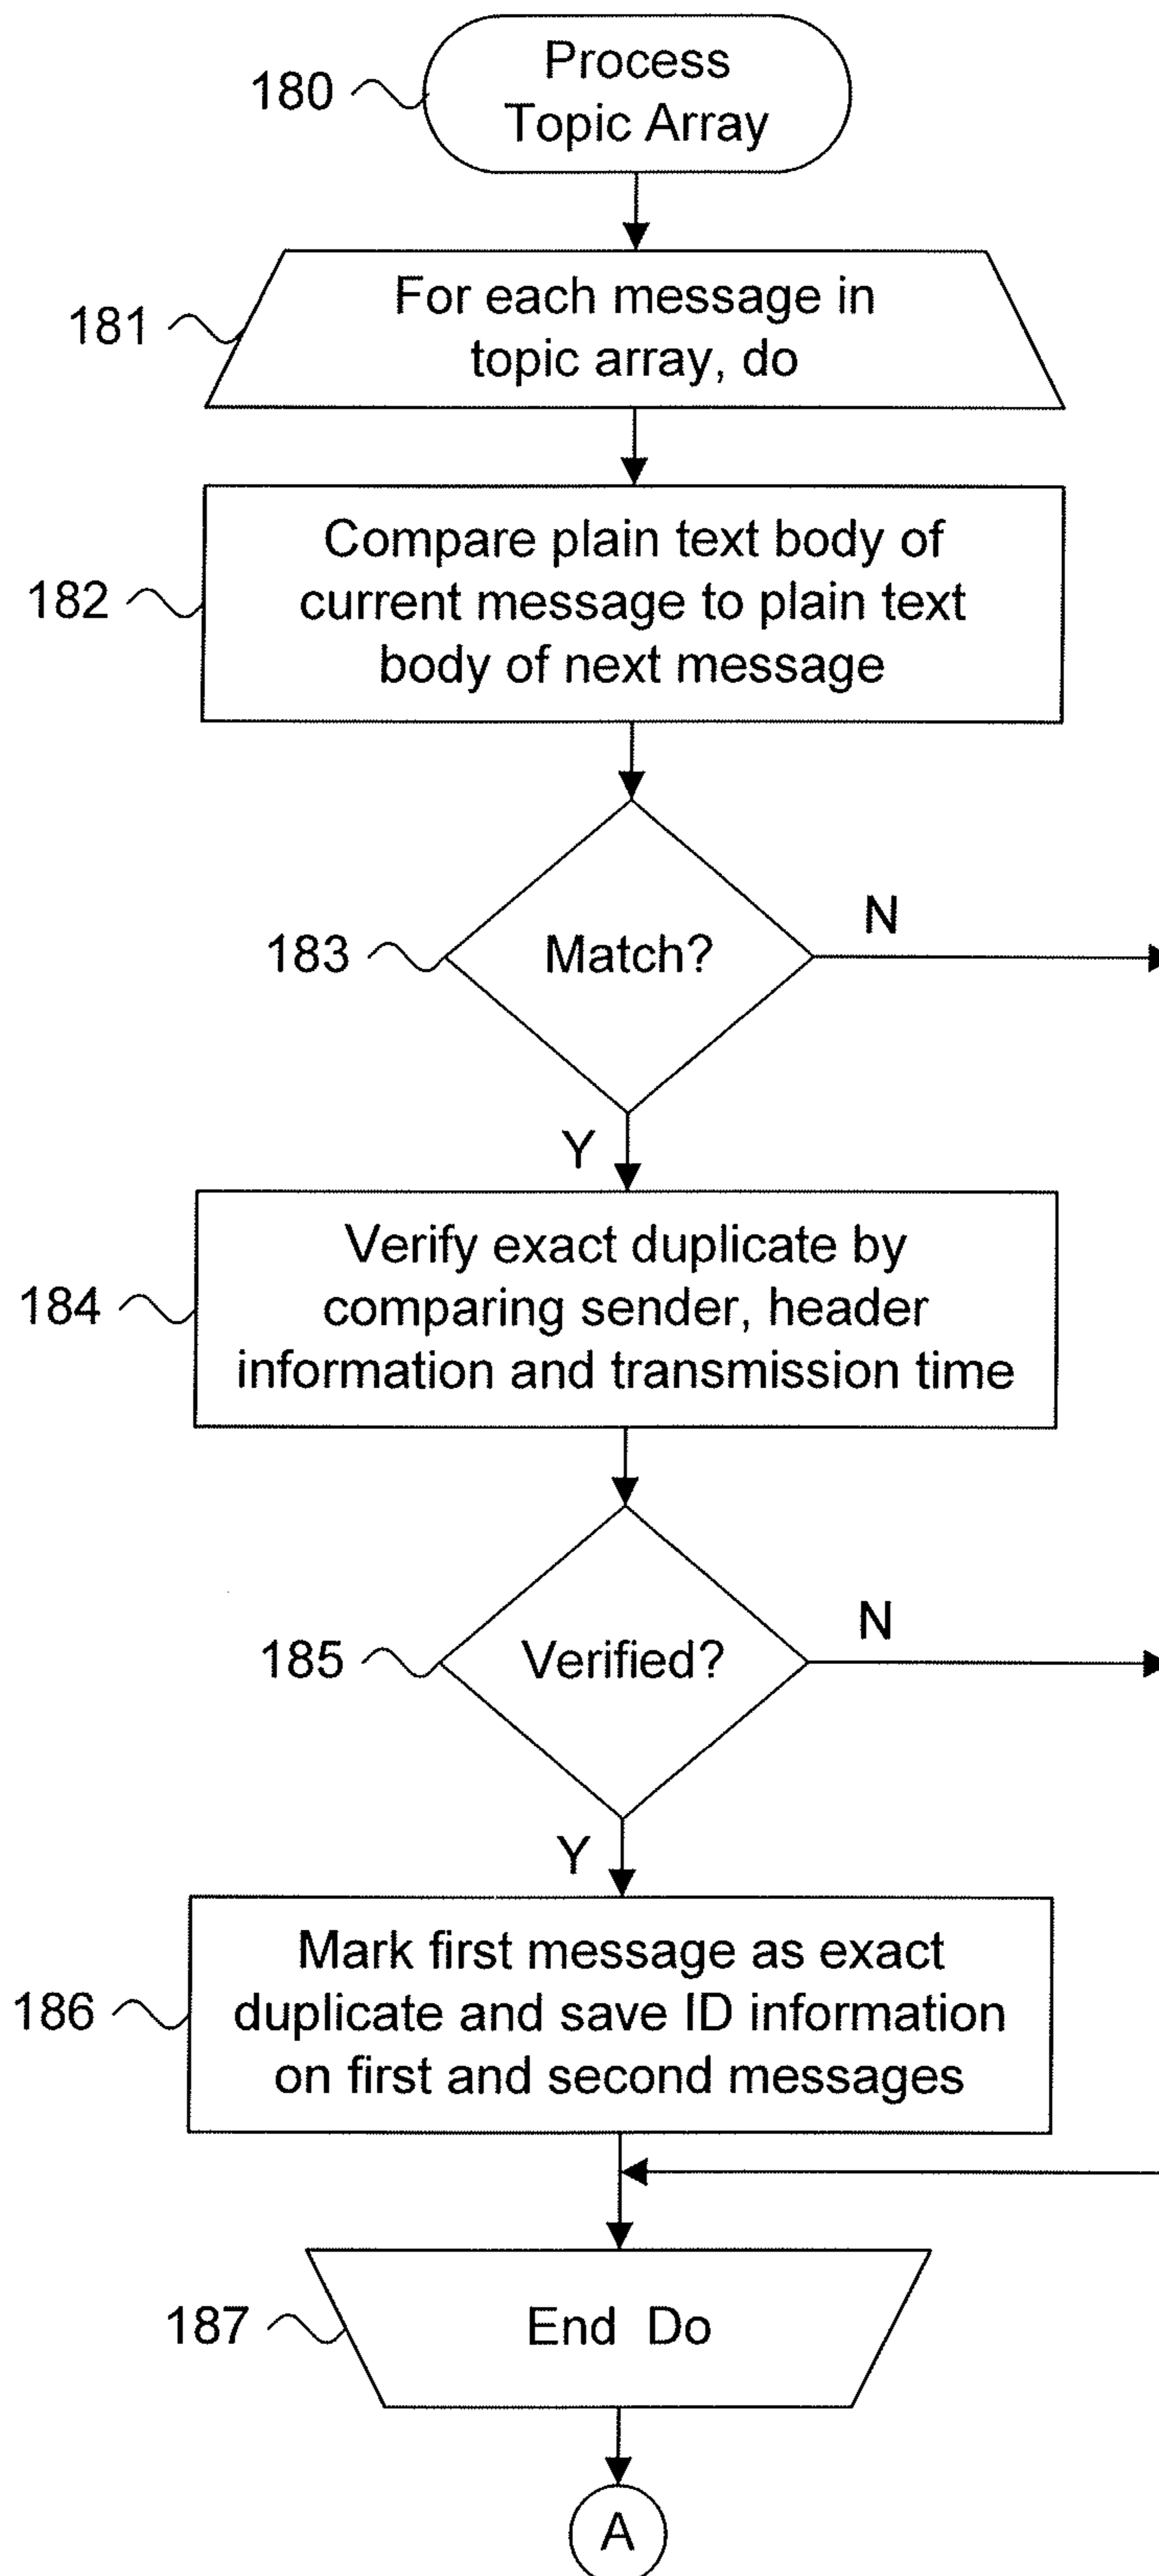 180
Process
Topic Array
181
For each message in
topic array, do
182
Compare plain text body of
current message to plain text
body of next message
183
Match?
N
Y
184
Verify exact duplicate by
comparing sender, header
information and transmission time
185
Verified?
N
Y
186
Mark first message as exact
duplicate and save ID information
on first and second messages
187
End Do
A